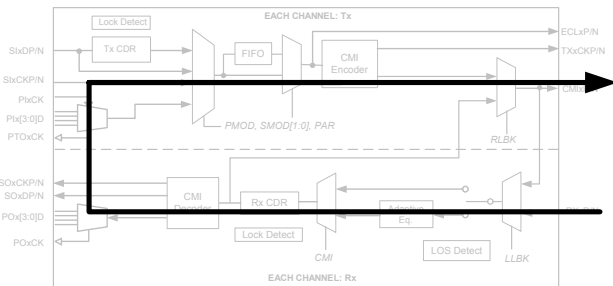 EACH CHANNEL: Tx
Lock Detect
ECLxP/N
SIxDP/N
Tx CDR
FIFO
CMI
Encoder
TXxCKP/N
SIxCKP/N
PIxCK
PIx[3:0]D
PTOxCK
PMOD, SMOD[1:0], PAR
RLBK
SOxCKP/N
SOxDP/N
POx[3:0]D
POxCK
CMI
Decoder
Rx CDR
Adaptive
Eq.
Lock Detect
LOS Detect
CMI
LLBK
EACH CHANNEL: Rx